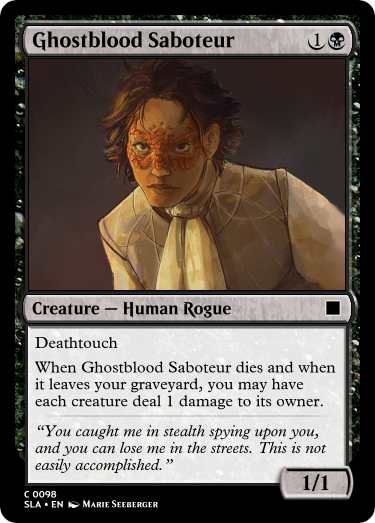 Ghostblood Saboteur 1
Creature — Human Rogue
Deathtouch
When Ghostblood Saboteur dies and when
it leaves your graveyard, you may have
each creature deal 1 damage to its owner.
“You caught me in stealth spying upon you,
and you can lose me in the streets. This is not
easily accomplished.”
1/1
C 0098
SLA • EN Marie Seeberger